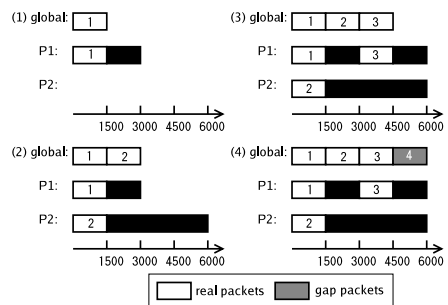 (1) global: 1
P1: 1
P2:
1500 3000 4500 6000
(2) global: 1 2
P1: 1
P2: 2
1500 3000 4500 6000
(3) global: 1 2 3
P1: 1 3
P2: 2
1500 3000 4500 6000
(4) global: 1 2 3 4
P1: 1 3
P2: 2
1500 3000 4500 6000
real packets gap packets